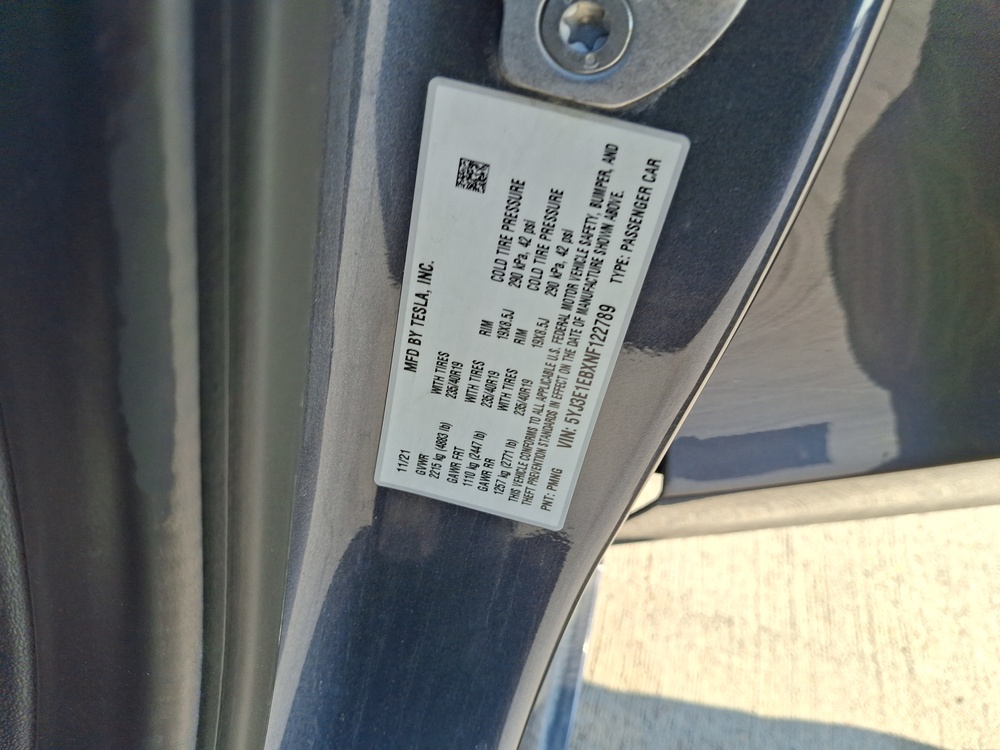 MFD BY TESLA, INC.
11/21
GVWR
2215 kg (4883 lb)
GAWR FRT WITH TIRES RIM COLD TIRE PRESSURE
1110 kg (2447 lb) 235/40R19 19X8.5J 290 kPa, 42 psi
GAWR RR WITH TIRES RIM COLD TIRE PRESSURE
1257 kg (2771 lb) 235/40R19 19X8.5J 290 kPa, 42 psi
WITH TIRES
235/40R19
THIS VEHICLE CONFORMS TO ALL APPLICABLE U.S. FEDERAL MOTOR VEHICLE SAFETY, BUMPER, AND
THEFT PREVENTION STANDARDS IN EFFECT ON THE DATE OF MANUFACTURE SHOWN ABOVE.
PNT: PMNG VIN: 5YJ3E1EBXNF122789 TYPE: PASSENGER CAR